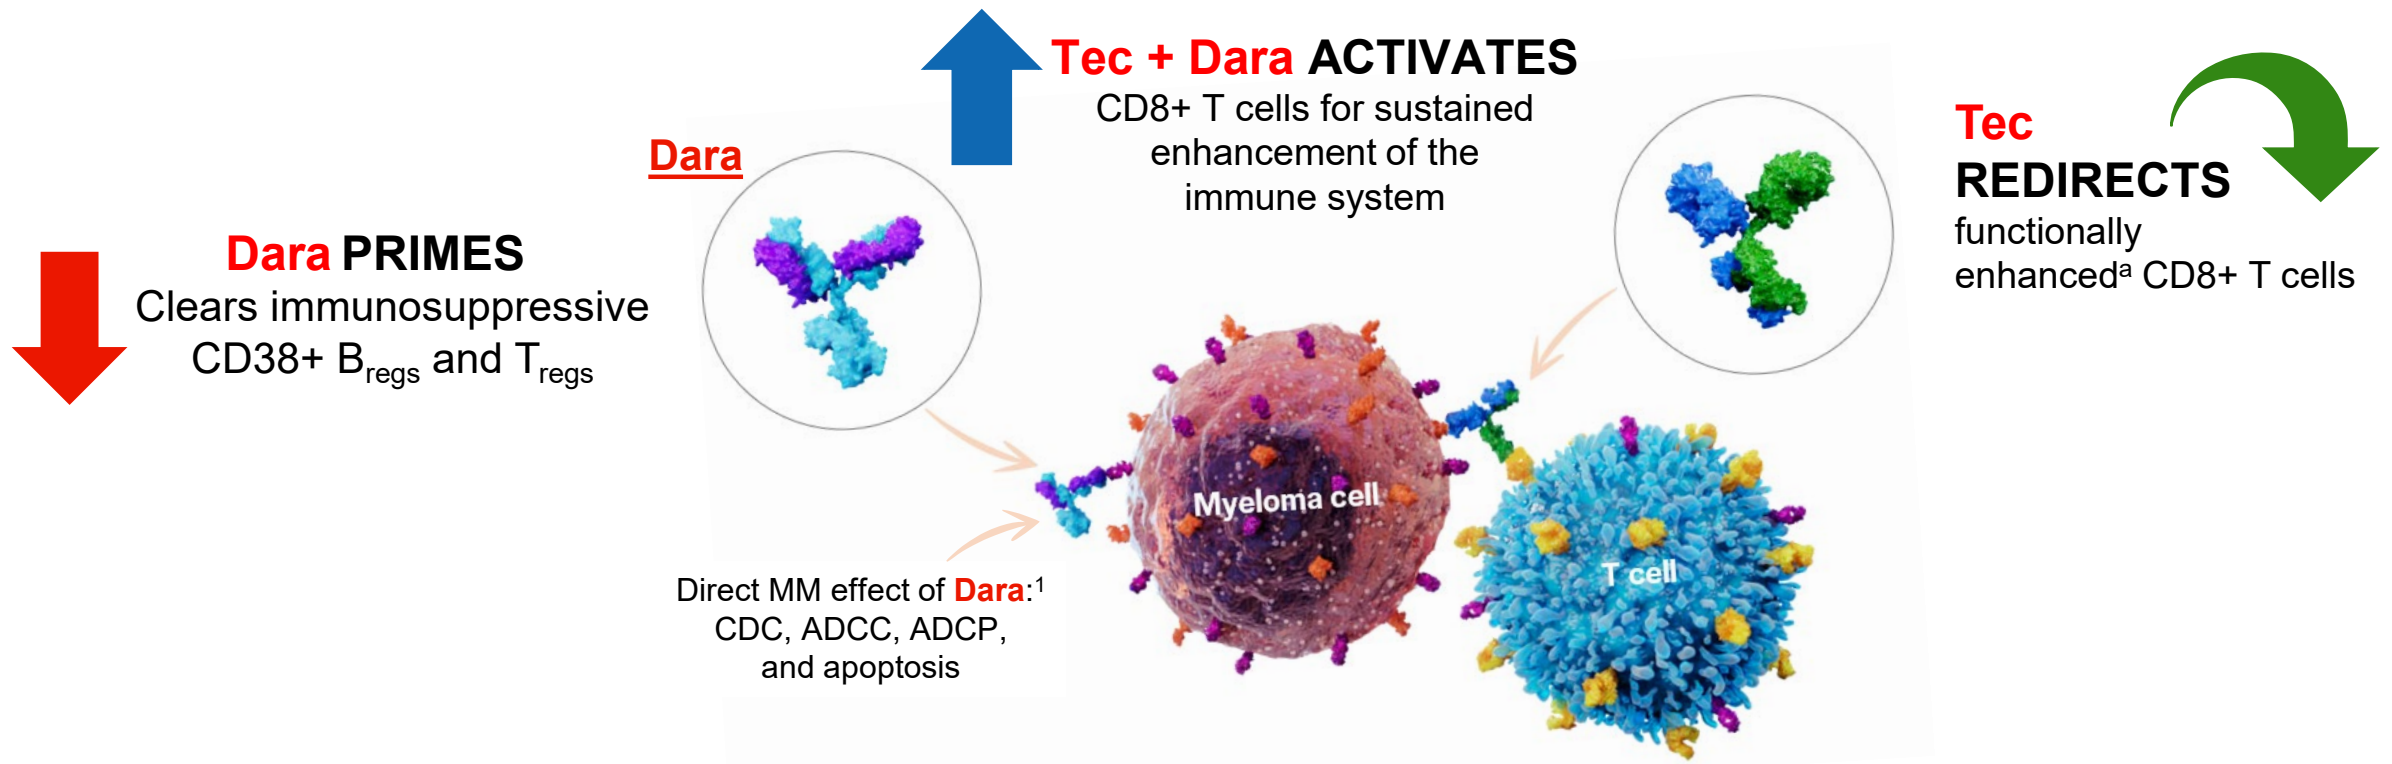 Dara PRIMES
Clears immunosuppressive
CD38+ Bregs and Tregs
Dara
Tec + Dara ACTIVATES
CD8+ T cells for sustained
enhancement of the
immune system
Tec
REDIRECTS
functionally
enhancedᵃ CD8+ T cells
Direct MM effect of Dara:¹
CDC, ADCC, ADCP,
and apoptosis
Myeloma cell
T cell